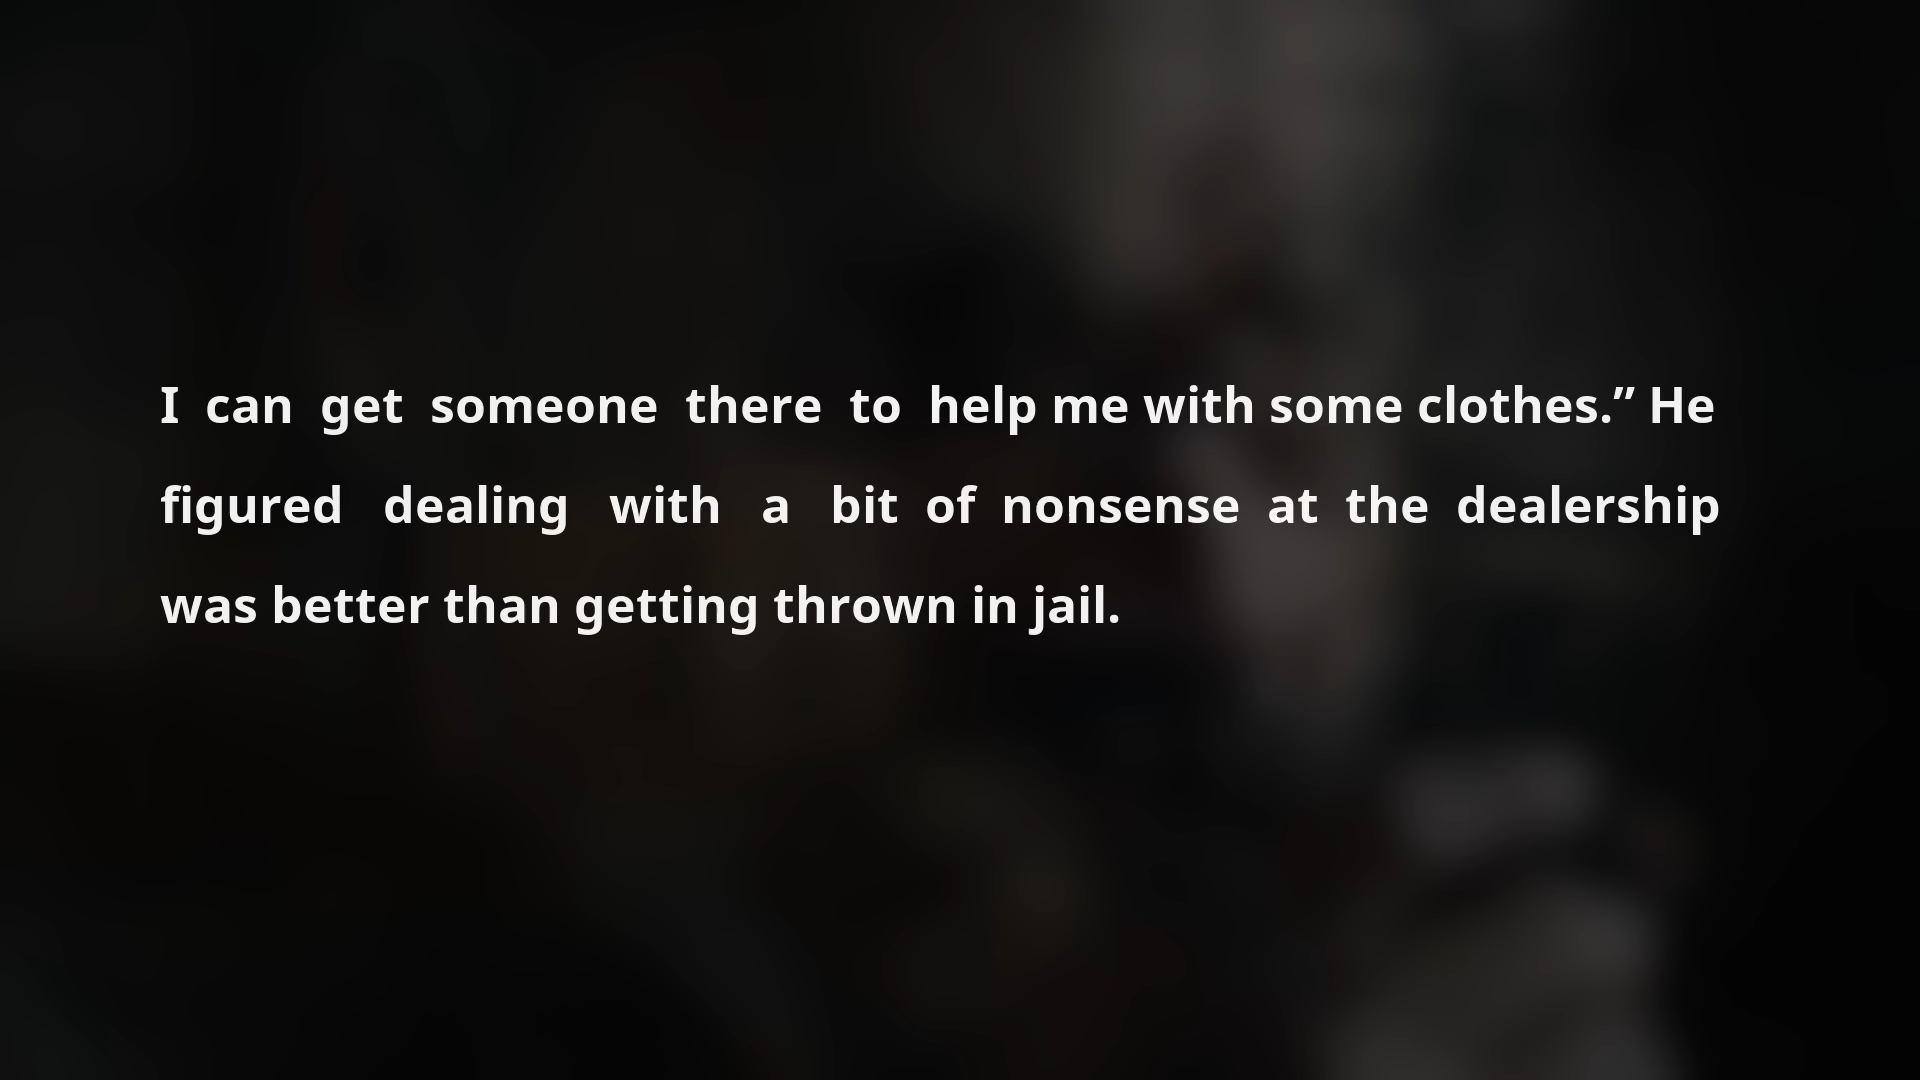 I can get someone there to help me with some clothes.” He
figured dealing with a bit of nonsense at the dealership
was better than getting thrown in jail.